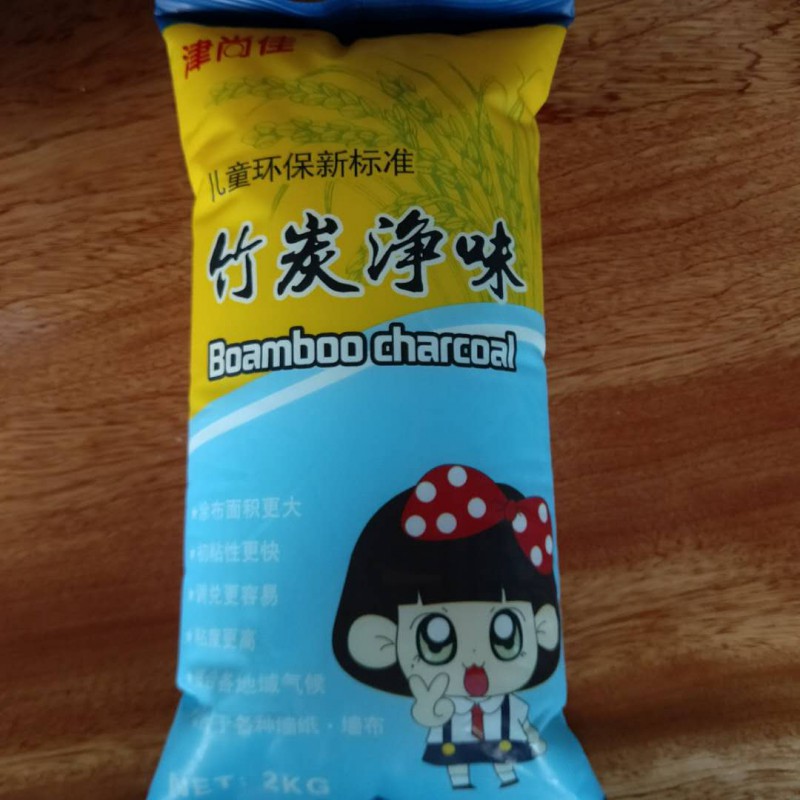 津尚佳
儿童环保新标准
竹炭净味
Boamboo charcoal
★涂布面积更大
★初粘性更快
★调兑更容易
★粘度更高
各地域气候
于各种墙纸·墙布
NET: 2KG